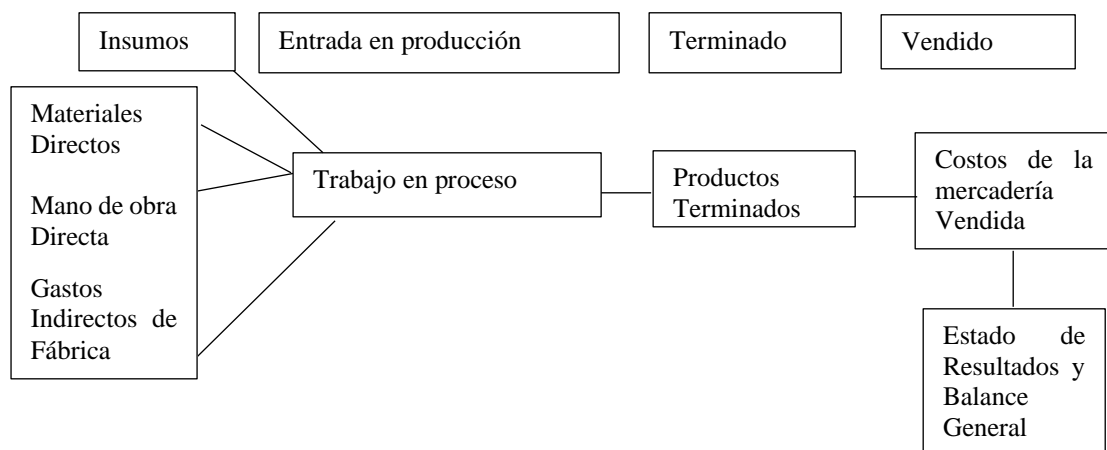 Insumos
Entrada en producción
Terminado
Vendido
Materiales
Directos
Mano de obra
Directa
Gastos
Indirectos de
Fábrica
Trabajo en proceso
Productos
Terminados
Costos de la
mercadería
Vendida
Estado de
Resultados y
Balance
General